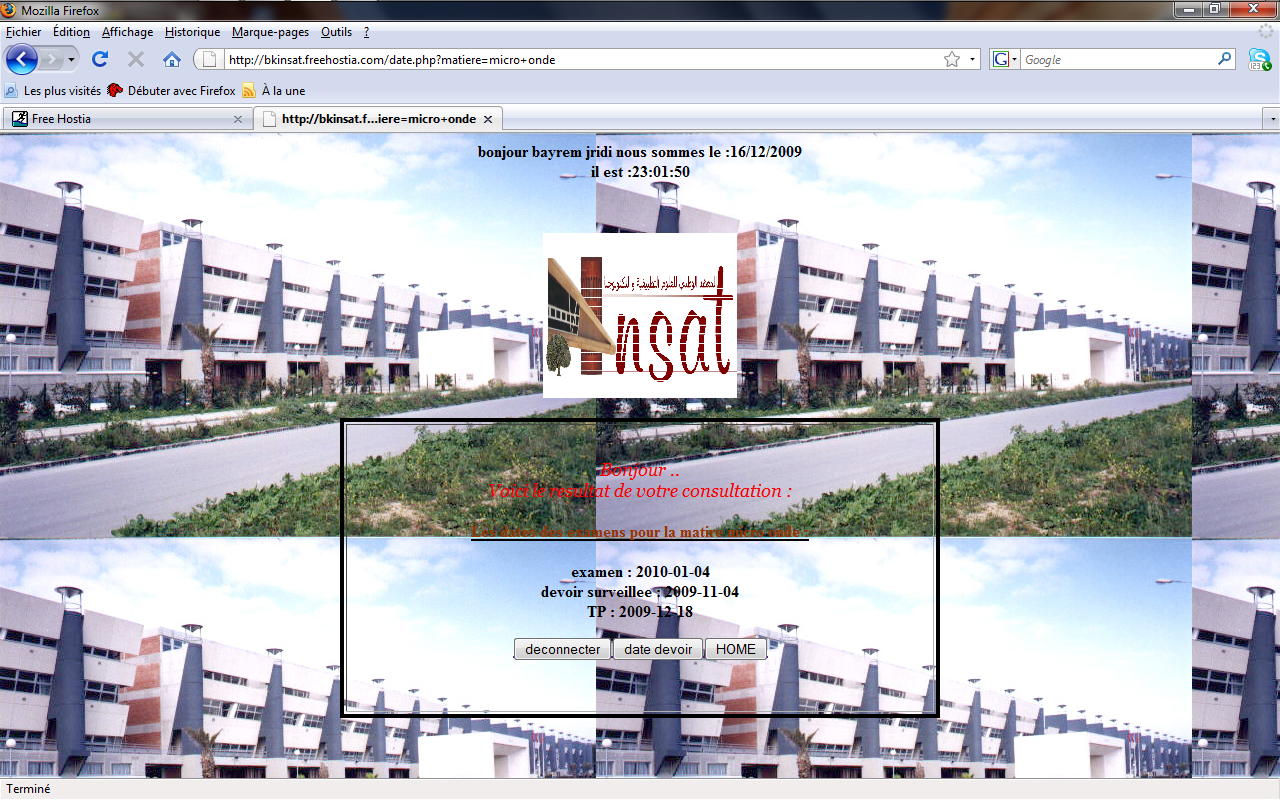 Mozilla Firefox
Fichier Édition Affichage Historique Marque-pages Outils ?
http://bkinsat.freehostia.com/date.php?matiere=micro+onde
G Google
Les plus visités Débuter avec Firefox À la une
Free Hostia
http://bkinsat.f...iere=micro+onde
bonjour bayrem jridi nous sommes le :16/12/2009
il est :23:01:50
المعهد الوطني للعلوم التطبيقية و التكنولوجيا
Insat
Bonjour ..
Voici le resultat de votre consultation :
Les dates des examens pour la matire micro onde :
examen : 2010-01-04
devoir surveillee : 2009-11-04
TP : 2009-12-18
deconnecter date devoir HOME
Terminé